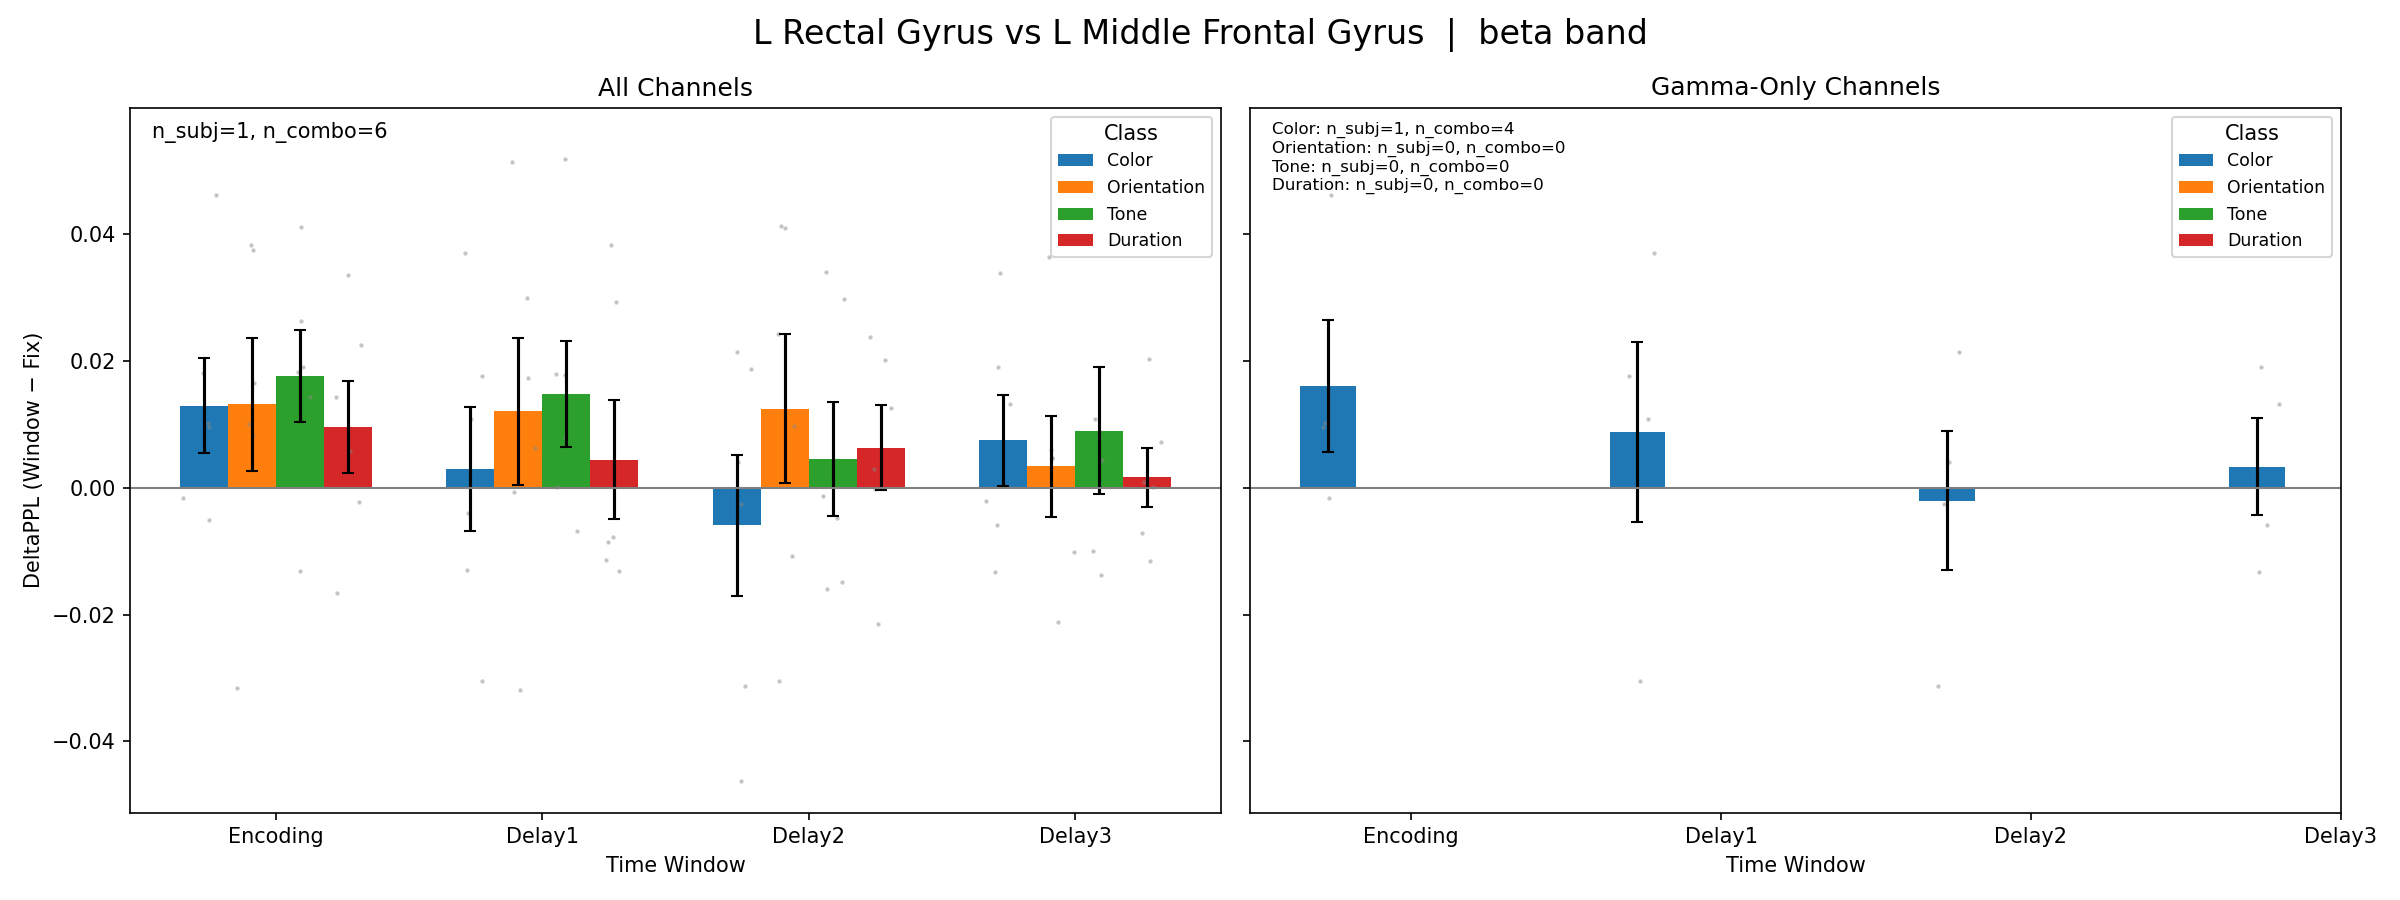 L Rectal Gyrus vs L Middle Frontal Gyrus | beta band
All Channels
n_subj=1, n_combo=6
Class
Color
Orientation
Tone
Duration
DeltaPPL (Window − Fix)
0.04
0.02
0.00
−0.02
−0.04
Encoding
Delay1
Delay2
Delay3
Time Window
Gamma-Only Channels
Color: n_subj=1, n_combo=4
Orientation: n_subj=0, n_combo=0
Tone: n_subj=0, n_combo=0
Duration: n_subj=0, n_combo=0
Class
Color
Orientation
Tone
Duration
Encoding
Delay1
Delay2
Delay3
Time Window